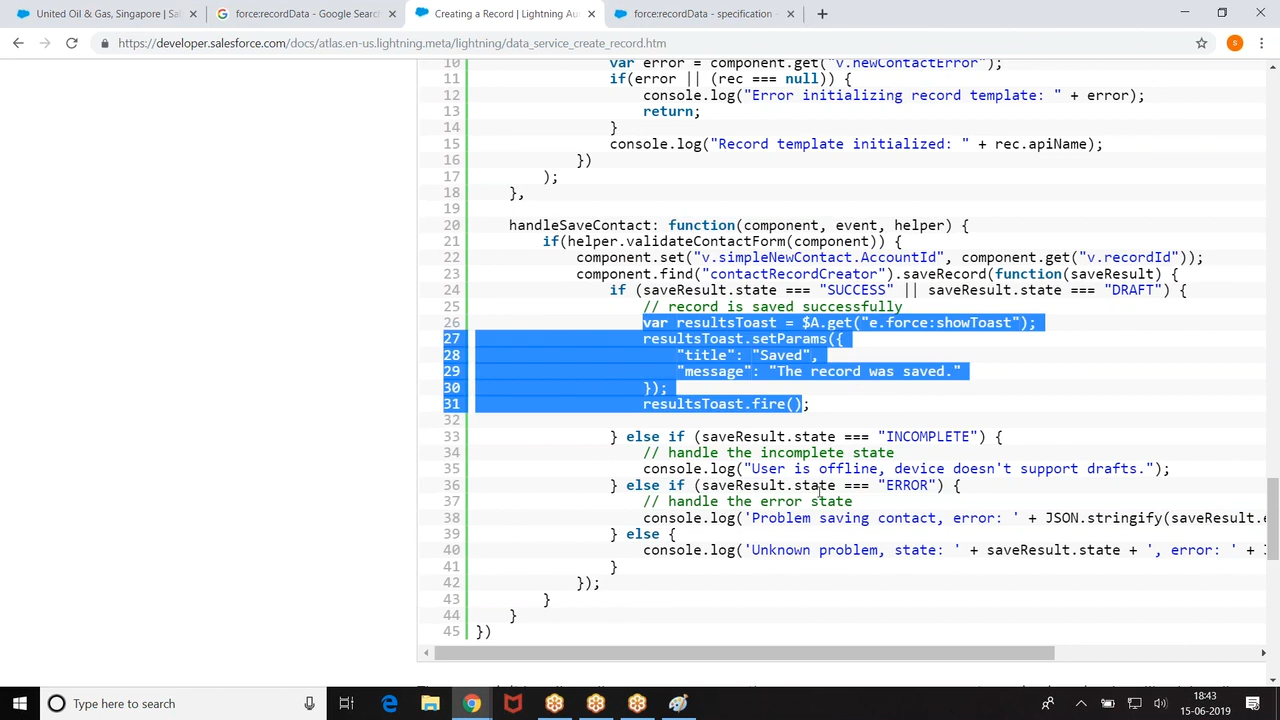 United Oil & Gas, Singapore | Sa
force:recordData - Google Search
Creating a Record | Lightning Au
force:recordData - specification -
https://developer.salesforce.com/docs/atlas.en-us.lightning.meta/lightning/data_service_create_record.htm
S
10 var error = component.get("v.newContactError");
11 if(error || (rec === null)) {
12 console.log("Error initializing record template: " + error);
13 return;
14 }
15 console.log("Record template initialized: " + rec.apiName);
16 })
17 );
18 },
19
20 handleSaveContact: function(component, event, helper) {
21 if(helper.validateContactForm(component)) {
22 component.set("v.simpleNewContact.AccountId", component.get("v.recordId"));
23 component.find("contactRecordCreator").saveRecord(function(saveResult) {
24 if (saveResult.state === "SUCCESS" || saveResult.state === "DRAFT") {
25 // record is saved successfully
26 var resultsToast = $A.get("e.force:showToast");
27 resultsToast.setParams({
28 "title": "Saved",
29 "message": "The record was saved."
30 });
31 resultsToast.fire();
32
33 } else if (saveResult.state === "INCOMPLETE") {
34 // handle the incomplete state
35 console.log("User is offline, device doesn't support drafts.");
36 } else if (saveResult.state === "ERROR") {
37 // handle the error state
38 console.log('Problem saving contact, error: ' + JSON.stringify(saveResult.e
39 } else {
40 console.log('Unknown problem, state: ' + saveResult.state + ', error: ' + J
41 }
42 });
43 }
44 }
45 })
Type here to search
18:43
15-06-2019